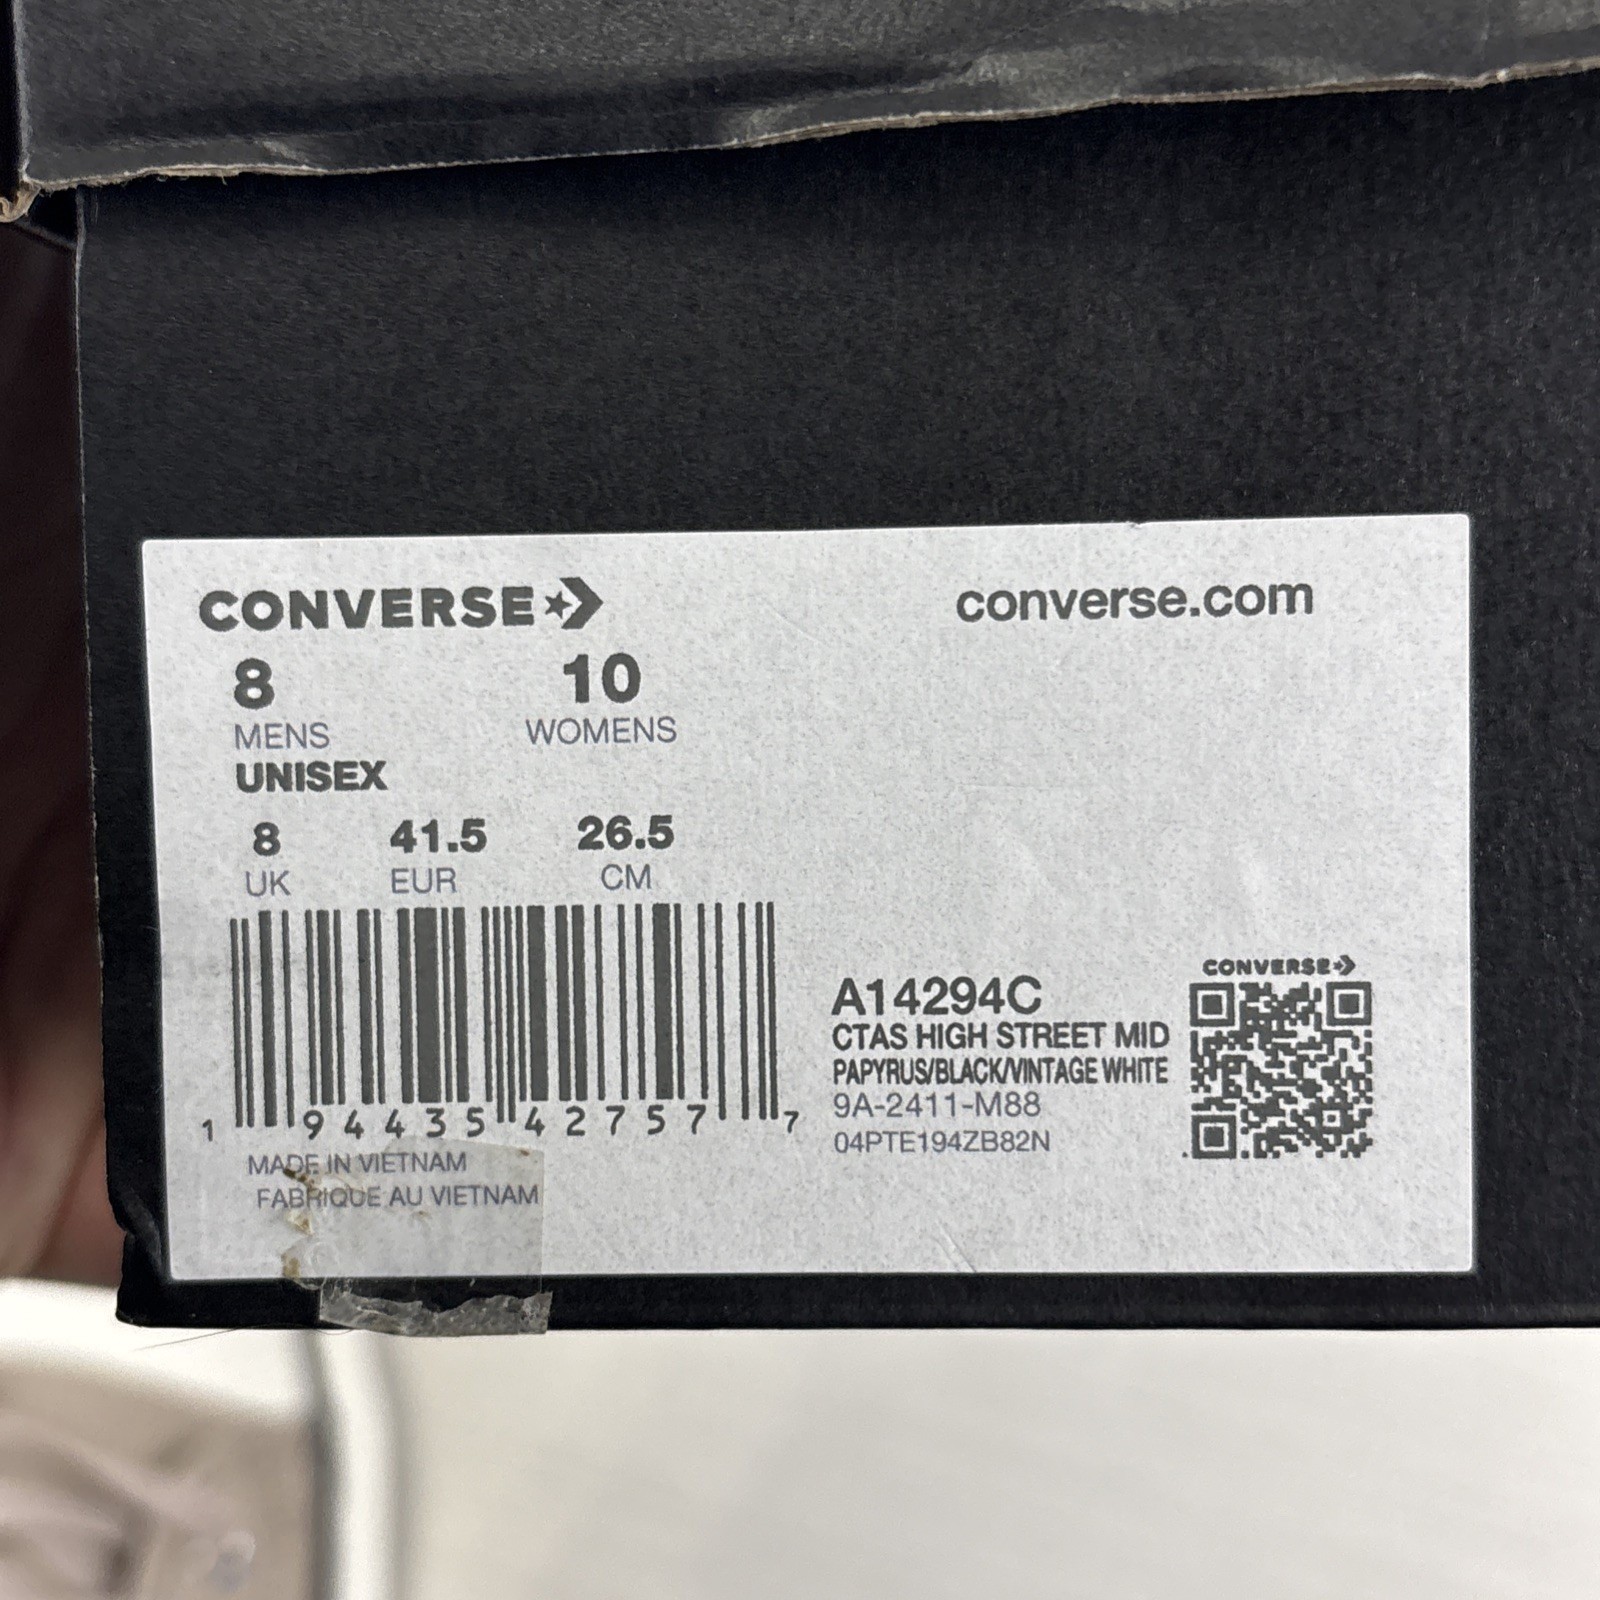 CONVERSE
converse.com
8 10
MENS WOMENS
UNISEX
8 41.5 26.5
UK EUR CM
1 94435 42757 7
MADE IN VIETNAM
FABRIQUE AU VIETNAM
A14294C
CTAS HIGH STREET MID
PAPYRUS/BLACK/VINTAGE WHITE
9A-2411-M88
04PTE194ZB82N
CONVERSE